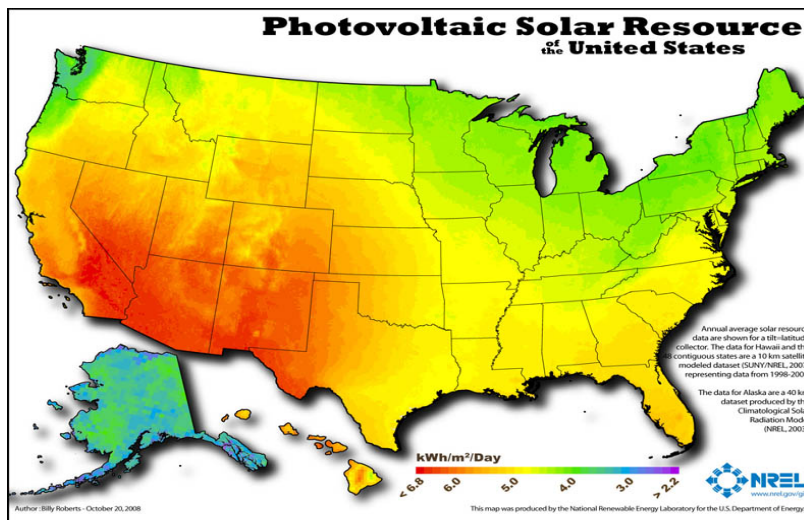 Photovoltaic Solar Resource
of the United States
Annual average solar resourc
data are shown for a tilt=latitud
collector. The data for Hawaii and th
48 contiguous states are a 10 km satellit
modeled dataset (SUNY/NREL, 200
representing data from 1998-200
The data for Alaska are a 40 k
dataset produced by th
Climatological Sola
Radiation Mode
(NREL, 2003
kWh/m²/Day
< 6.8
6.0
5.0
4.0
3.0
> 2.2
NREL
www.nrel.gov/gi
Author : Billy Roberts - October 20, 2008
This map was produced by the National Renewable Energy Laboratory for the U.S. Department of Energy